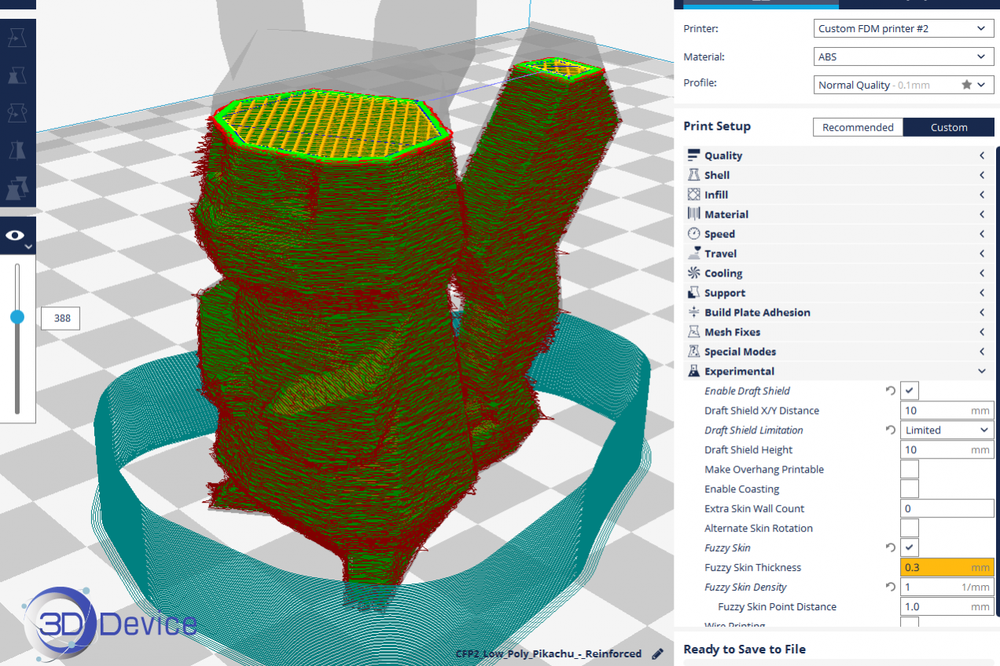 Printer:
Custom FDM printer #2
Material:
ABS
Profile:
Normal Quality - 0.1mm
Print Setup
Recommended
Custom
Quality
Shell
Infill
Material
Speed
Travel
Cooling
Support
Build Plate Adhesion
Mesh Fixes
Special Modes
Experimental
Enable Draft Shield
Draft Shield X/Y Distance
10 mm
Draft Shield Limitation
Limited
Draft Shield Height
10 mm
Make Overhang Printable
Enable Coasting
Extra Skin Wall Count
0
Alternate Skin Rotation
Fuzzy Skin
Fuzzy Skin Thickness
0.3 mm
Fuzzy Skin Density
1 1/mm
Fuzzy Skin Point Distance
1.0 mm
Wire Printing
Ready to Save to File
388
3D Device
CFP2_Low_Poly_Pikachu_-_Reinforced